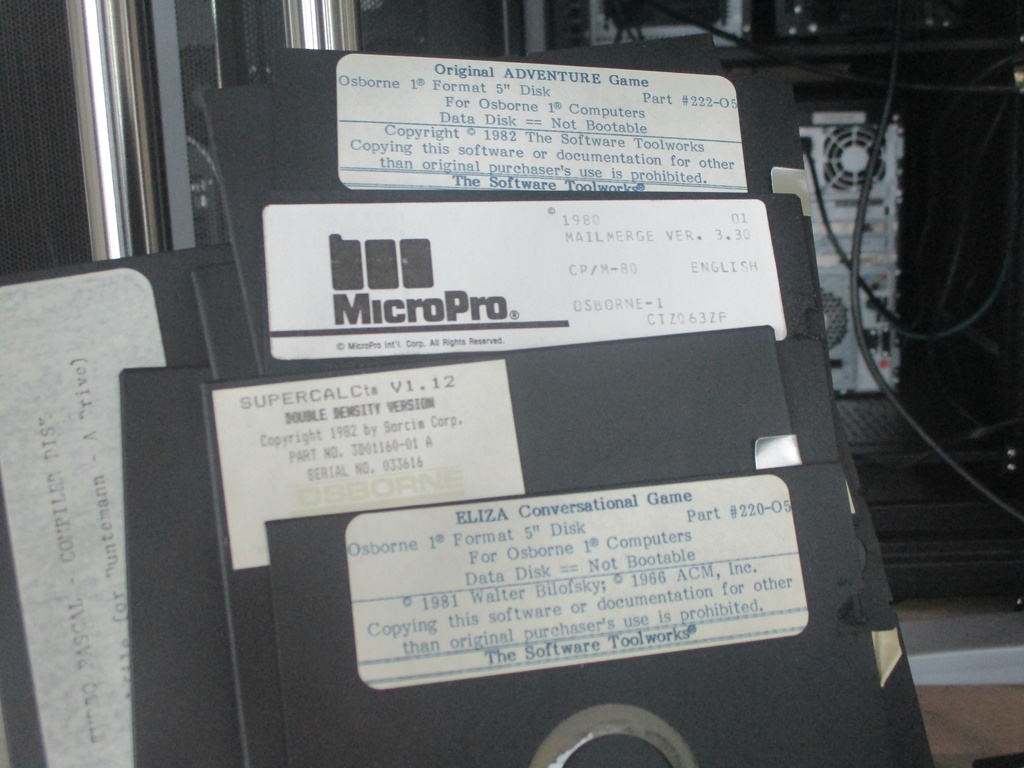 Original ADVENTURE Game
Osborne 1® Format 5" Disk
Part #222-O5
For Osborne 1® Computers
Data Disk == Not Bootable
Copyright © 1982 The Software Toolworks
Copying this software or documentation for other
than original purchaser's use is prohibited.
The Software Toolworks®
MicroPro®
© MicroPro Int'l. Corp. All Rights Reserved.
© 1980 01
MAILMERGE VER. 3.30
CP/M-80 ENGLISH
OSBORNE-1
CTZ063ZF
SUPERCALCtm V1.12
DOUBLE DENSITY VERSION
Copyright 1982 by Sorcim Corp.
PART NO. 3D01160-01 A
SERIAL NO. 033616
OSBORNE
ELIZA Conversational Game
Osborne 1® Format 5" Disk
Part #220-O5
For Osborne 1® Computers
Data Disk == Not Bootable
© 1981 Walter Bilofsky; © 1966 ACM, Inc.
Copying this software or documentation for other
than original purchaser's use is prohibited.
The Software Toolworks®
PASCAL - COMPILER DISK
for - A Drive)